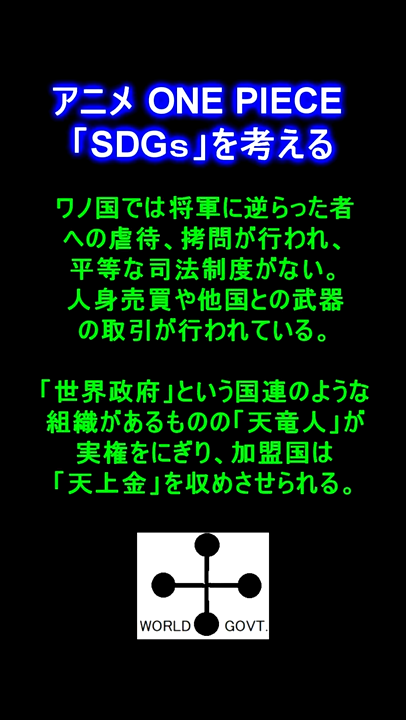 アニメ ONE PIECE
「SDGs」を考える
ワノ国では将軍に逆らった者
への虐待、拷問が行われ、
平等な司法制度がない。
人身売買や他国との武器
の取引が行われている。
「世界政府」という国連のような
組織があるものの「天竜人」が
実権をにぎり、加盟国は
「天上金」を収めさせられる。
WORLD GOVT.